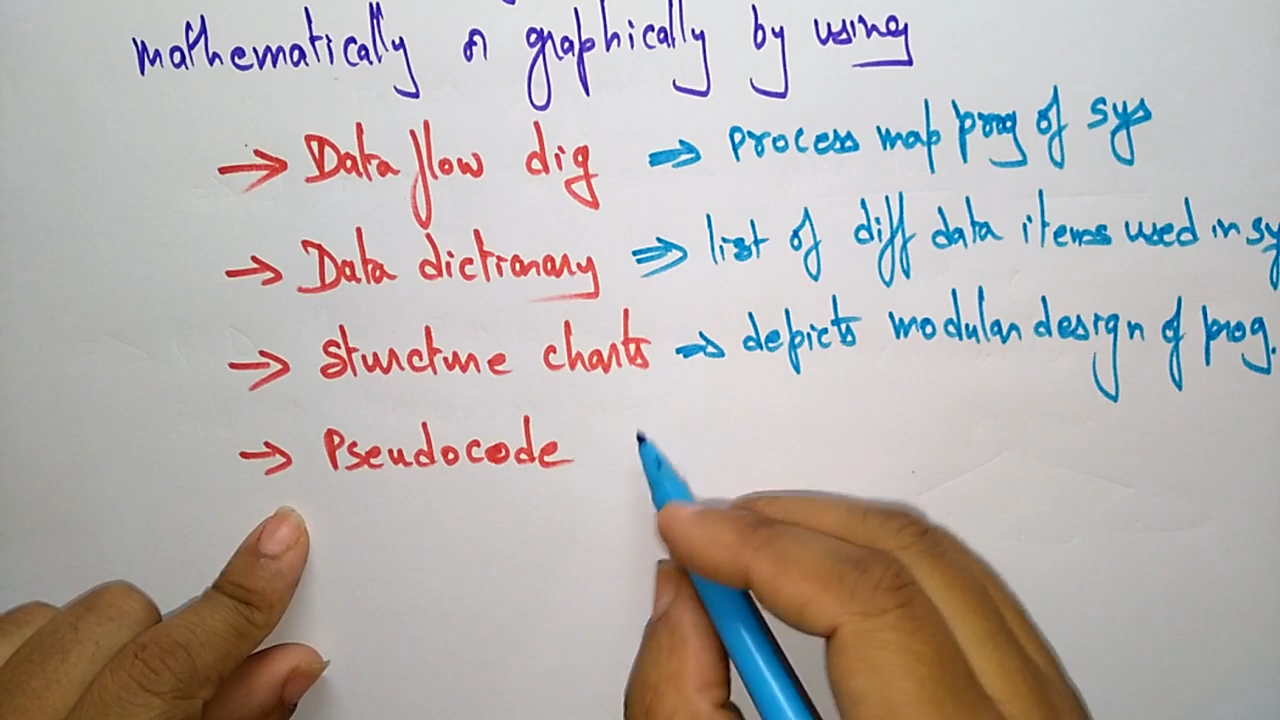 mathematically or graphically by using
→ Data flow dig ⇒ process map prog of sys
→ Data dictionary ⇒ list of diff data items used in sy
→ structure charts ⇒ depicts modular design of prog.
→ Pseudocode